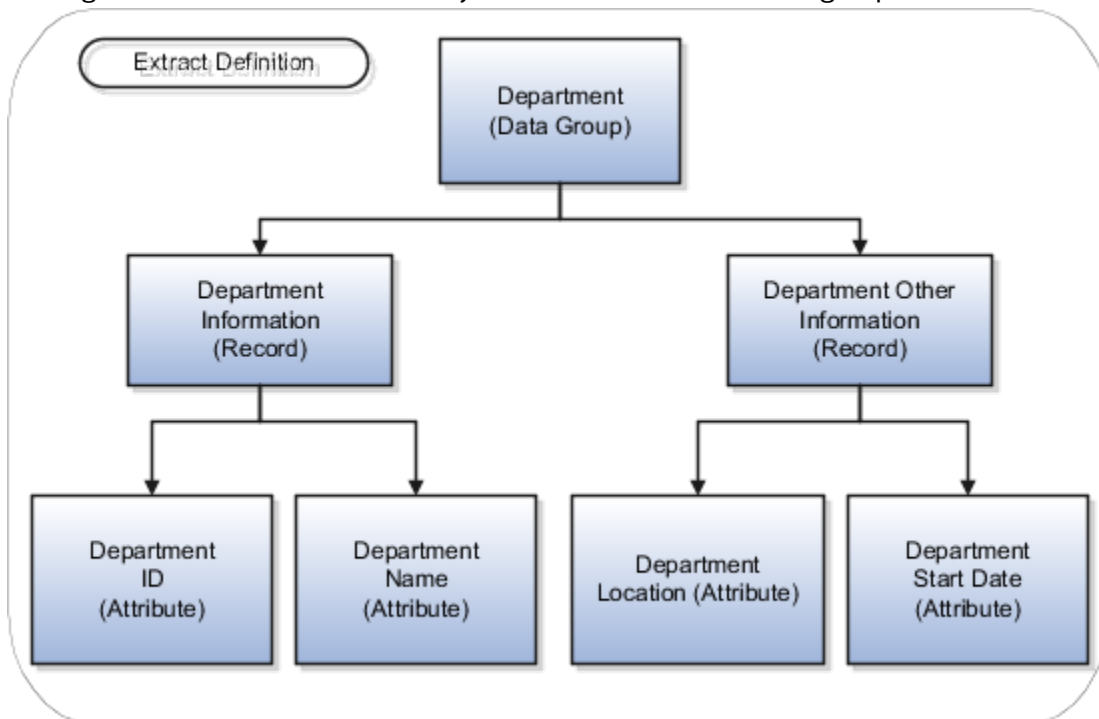 Extract Definition
Department
(Data Group)
Department
Information
(Record)
Department Other
Information
(Record)
Department
ID
(Attribute)
Department
Name
(Attribute)
Department
Location (Attribute)
Department
Start Date
(Attribute)